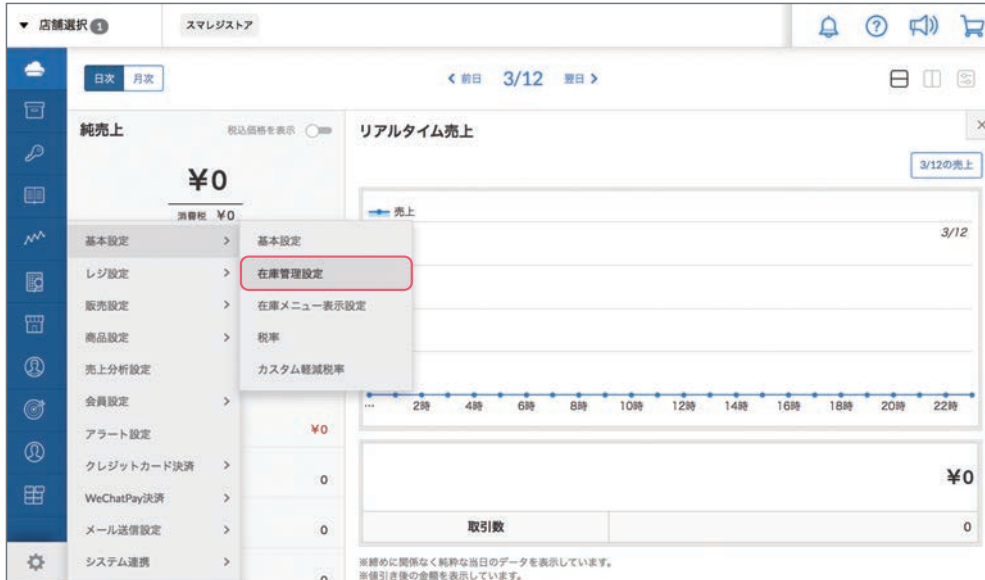 ▼ 店舗選択 1
スマレジストア
日次 月次
< 前日 3/12 翌日 >
純売上
税込価格を表示
¥0
消費税 ¥0
リアルタイム売上
3/12の売上
売上
3/12
基本設定 >
レジ設定 >
販売設定 >
商品設定 >
売上分析設定
会員設定 >
アラート設定
クレジットカード決済 >
WeChatPay決済 >
メール送信設定 >
システム連携 >
基本設定
在庫管理設定
在庫メニュー表示設定
税率
カスタム軽減税率
¥0
0
0
0
... 2時 4時 6時 8時 10時 12時 14時 16時 18時 20時 22時
¥0
取引数 0
※締めに関係なく純粋な当日のデータを表示しています。
※値引き後の金額を表示しています。